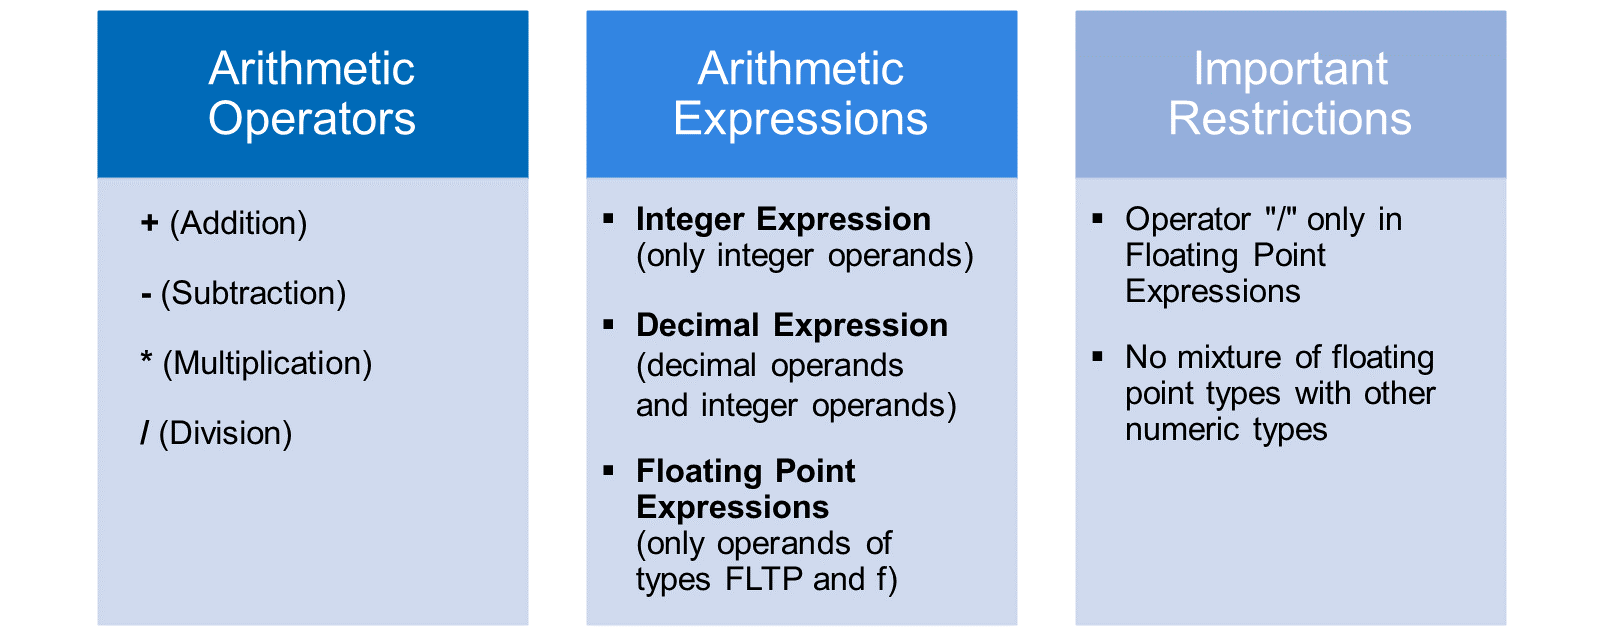 Arithmetic
Operators
+ (Addition)
- (Subtraction)
* (Multiplication)
/ (Division)
Arithmetic
Expressions
▪ Integer Expression
(only integer operands)
▪ Decimal Expression
(decimal operands
and integer operands)
▪ Floating Point
Expressions
(only operands of
types FLTP and f)
Important
Restrictions
▪ Operator "/" only in
Floating Point
Expressions
▪ No mixture of floating
point types with other
numeric types